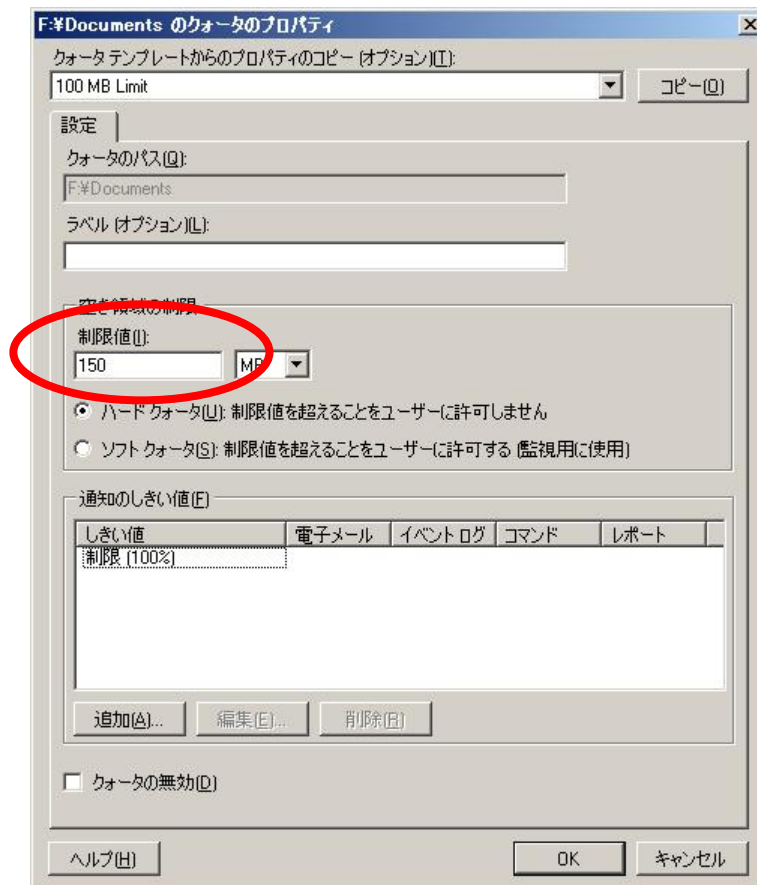 F:¥Documents のクォータのプロパティ
クォータ テンプレートからのプロパティのコピー (オプション)(T):
100 MB Limit
コピー(O)
設定
クォータのパス(Q):
F:¥Documents
ラベル (オプション)(L):
空き領域の制限
制限値(I):
150 MB
ハード クォータ(U): 制限値を超えることをユーザーに許可しません
ソフト クォータ(S): 制限値を超えることをユーザーに許可する (監視用に使用)
通知のしきい値(F)
しきい値 電子メール イベント ログ コマンド レポート
制限 (100%)
追加(A)... 編集(E)... 削除(R)
クォータの無効(D)
ヘルプ(H) OK キャンセル